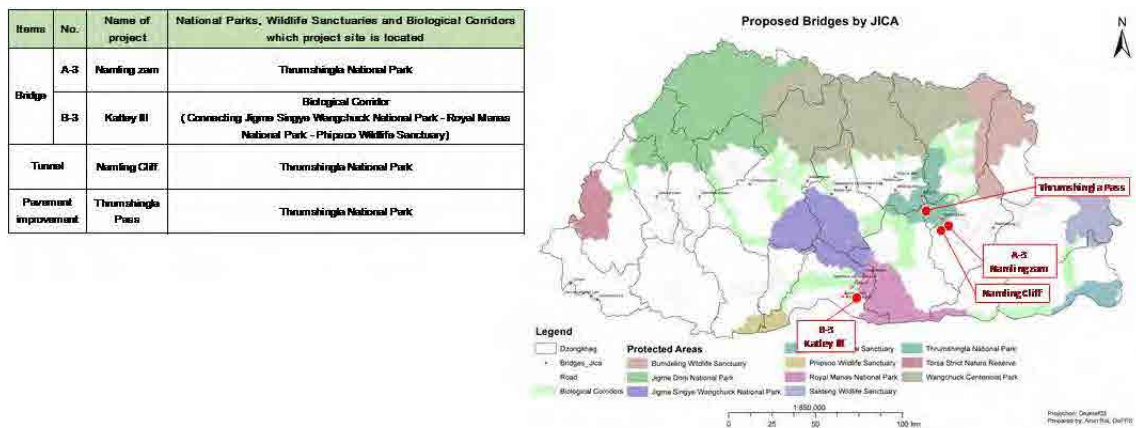 Items No. Name of project National Parks, Wildlife Sanctuaries and Biological Corridors which project site is located
Bridge
A-3 Namling zam Thrumshingla National Park
B-3 Katley III Biological Corridor
( Connecting Jigme Singye Wangchuck National Park - Royal Manas
National Park - Phipsoo Wildlife Sanctuary)
Tunnel Namling Cliff Thrumshingla National Park
Pavement improvement Thrumshingla Pass Thrumshingla National Park
Proposed Bridges by JICA
N
Thrumshingla Pass
A-3
Namling zam
Namling Cliff
B-3
Katley III
Legend
Dzongkhag
Bridges_Jica
Road
Biological Corridors
Protected Areas
Bumdeling Wildlife Sanctuary
Jigme Dorji National Park
Jigme Singye Wangchuck National Park
Sanctuary
Phipsoo Wildlife Sanctuary
Royal Manas National Park
Sakteng Wildlife Sanctuary
Thrumshingla National Park
Torsa Strict Nature Reserve
Wangchuck Centennial Park
1:850,000
0 25 50 100 km